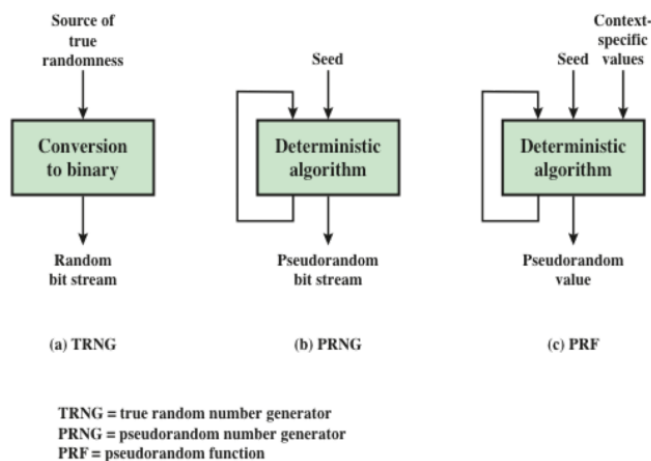 Source of
true
randomness
Conversion
to binary
Random
bit stream
(a) TRNG
Seed
Deterministic
algorithm
Pseudorandom
bit stream
(b) PRNG
Seed
Context-
specific
values
Deterministic
algorithm
Pseudorandom
value
(c) PRF
TRNG = true random number generator
PRNG = pseudorandom number generator
PRF = pseudorandom function